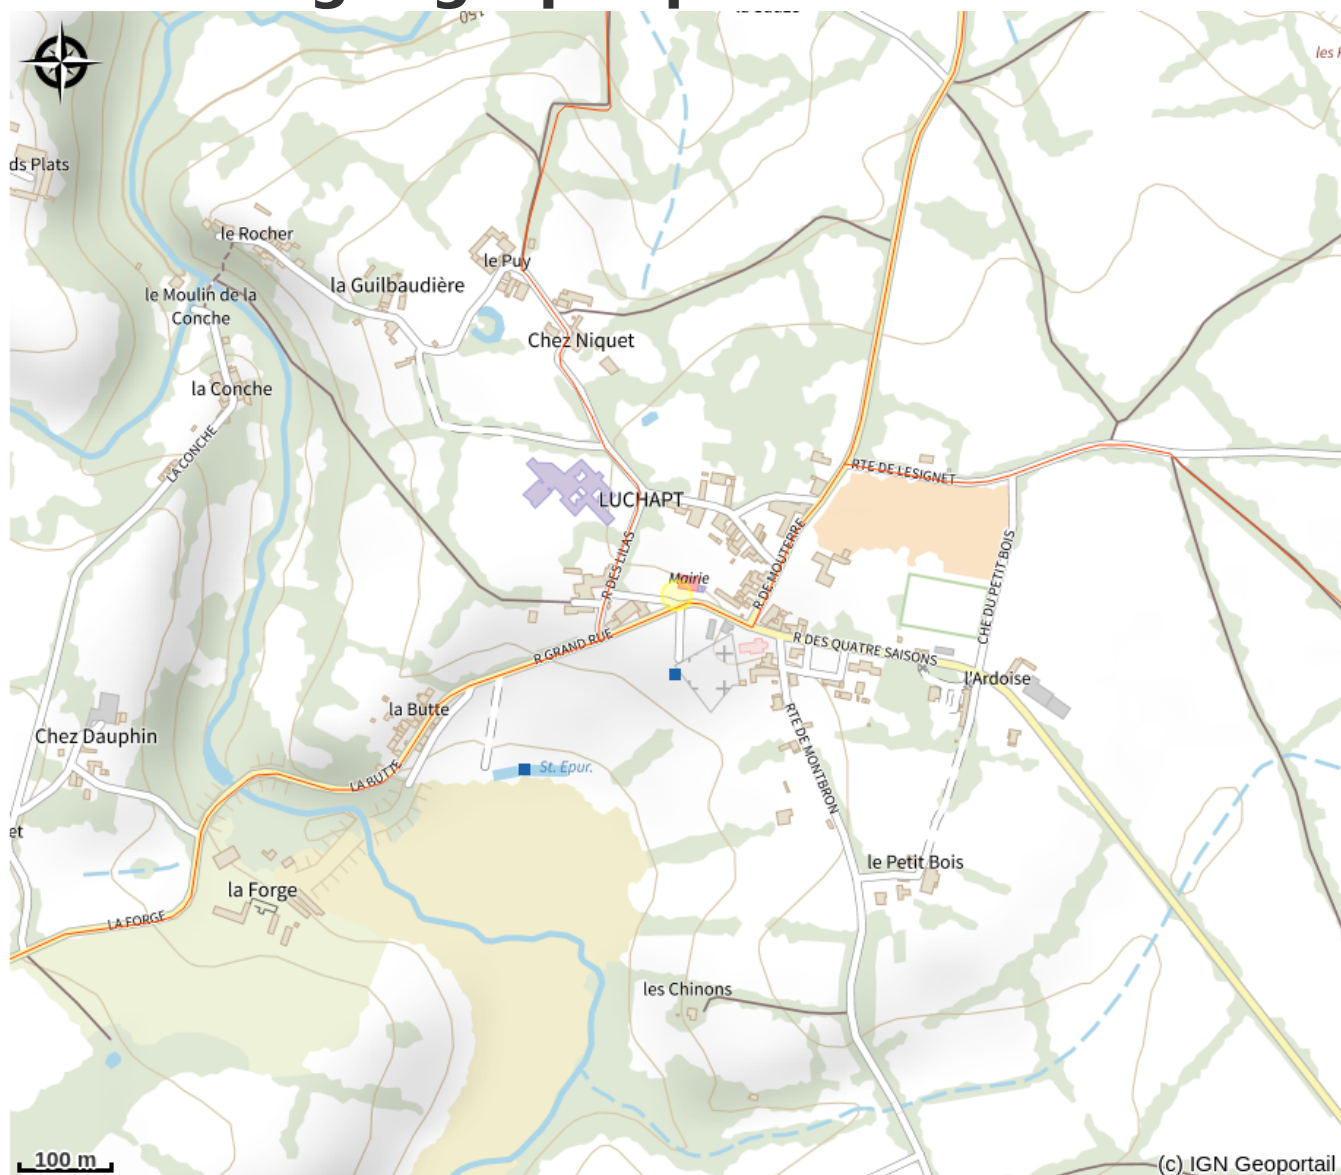 150
ds Plats
le Rocher
le Puy
la Guilbaudière
le Moulin de la
Conche
Chez Niquet
la Conche
LA CONCHE
RTE DE LESIGNET
LUCHAPT
R DES LILAS
Mairie
R DE MOUTERRE
CHE DU PETIT BOIS
R GRAND RUE
R DES QUATRE SAISONS
l'Ardoise
la Butte
Chez Dauphin
RTE DE MONTBRON
LA BUTTE
St. Epur.
et
le Petit Bois
la Forge
LA FORGE
les Chinons
100 m
(c) IGN Geoportail